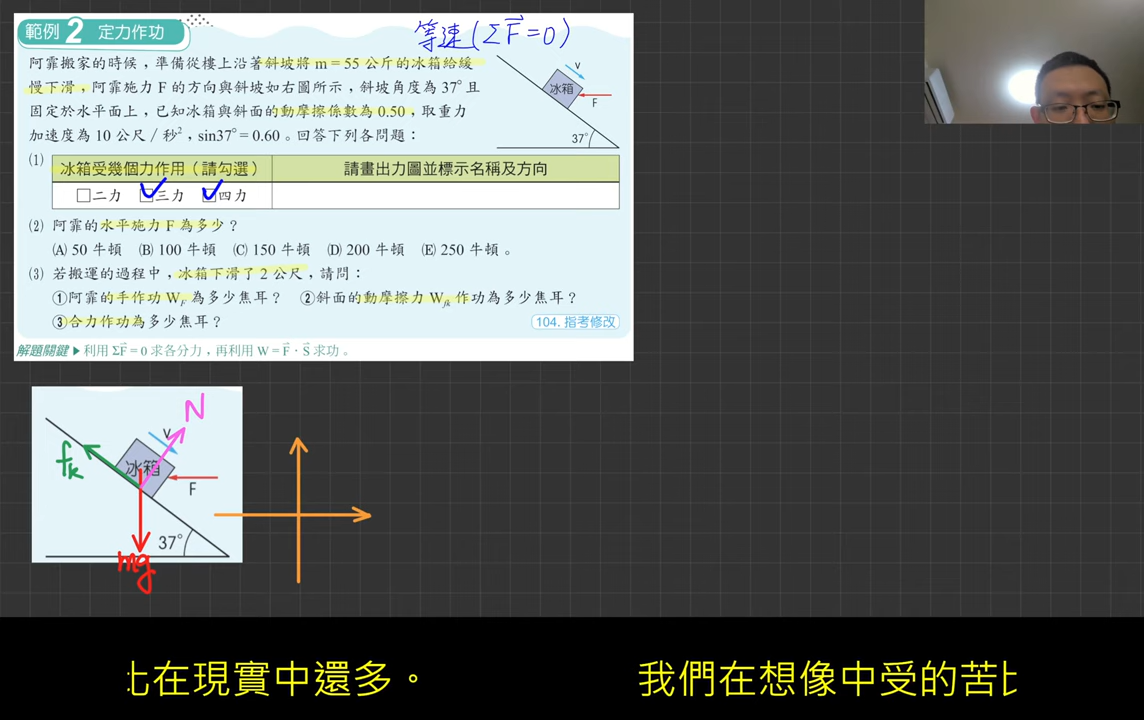 範例 2 定力作功
等速(ΣF⃗=0)
阿霏搬家的時候，準備從樓上沿著斜坡將 m = 55 公斤的冰箱給緩
慢下滑，阿霏施力 F 的方向與斜坡如右圖所示，斜坡角度為 37° 且
固定於水平面上，已知冰箱與斜面的動摩擦係數為 0.50，取重力
加速度為 10 公尺／秒²，sin37° = 0.60。回答下列各問題：
冰箱
v
F
37°
(1)
冰箱受幾個力作用（請勾選） 請畫出力圖並標示名稱及方向
□二力 □三力 □四力
(2) 阿霏的水平施力 F 為多少？
(A) 50 牛頓 (B) 100 牛頓 (C) 150 牛頓 (D) 200 牛頓 (E) 250 牛頓。
(3) 若搬運的過程中，冰箱下滑了 2 公尺，請問：
①阿霏的手作功 W_F 為多少焦耳？ ②斜面的動摩擦力 W_fk 作功為多少焦耳？
③合力作功為多少焦耳？
104. 指考修改
解題關鍵▶利用 ΣF⃗ = 0 求各分力，再利用 W = F⃗ · S⃗ 求功。
N
v
fk
冰箱
F
37°
mg
比在現實中還多。 我們在想像中受的苦比